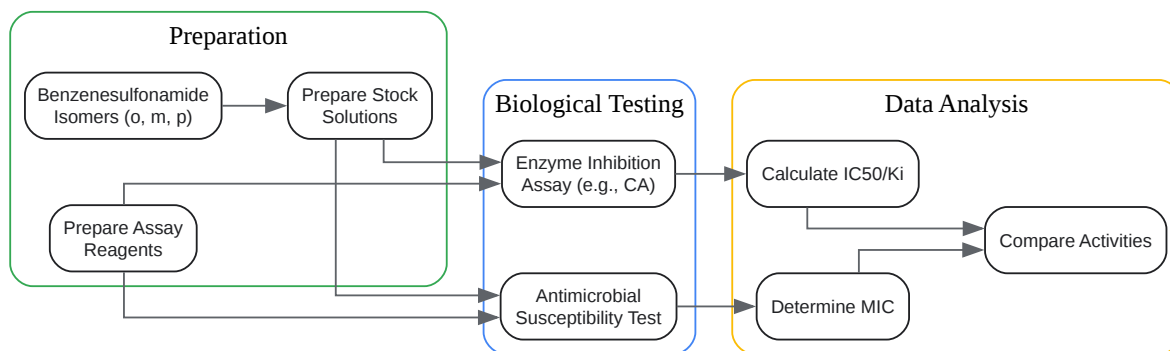 Preparation
Benzenesulfonamide
Isomers (o, m, p)
Prepare Stock
Solutions
Prepare Assay
Reagents
Biological Testing
Enzyme Inhibition
Assay (e.g., CA)
Antimicrobial
Susceptibility Test
Data Analysis
Calculate IC50/Ki
Compare Activities
Determine MIC